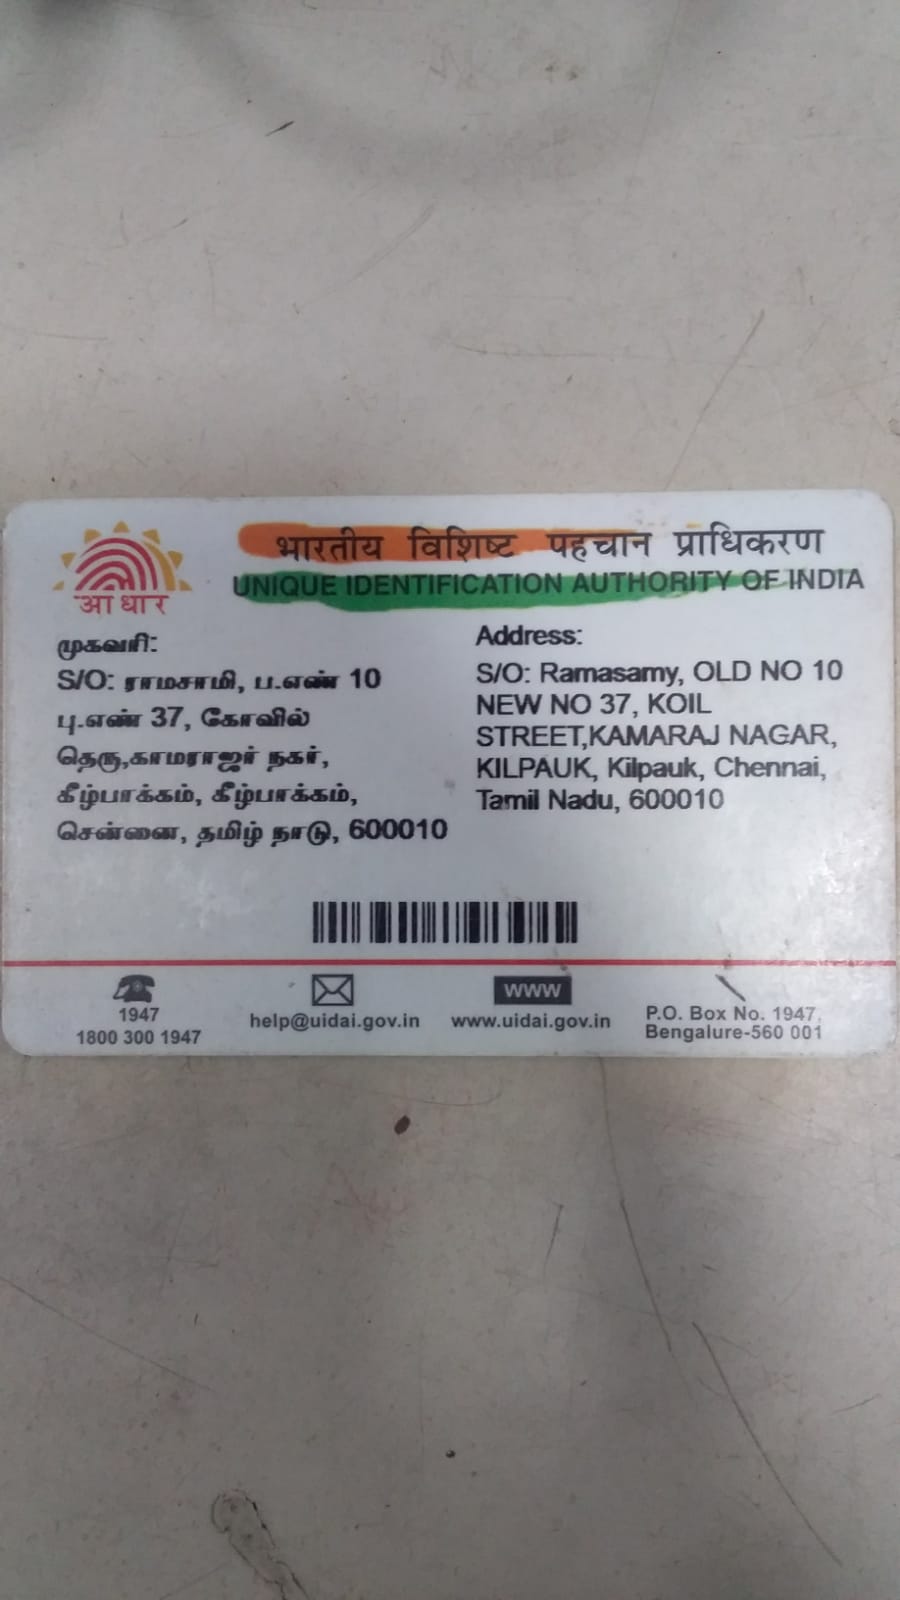 भारतीय विशिष्ट पहचान प्राधिकरण
UNIQUE IDENTIFICATION AUTHORITY OF INDIA
आधार
முகவரி:
S/O: ராமசாமி, ப.எண் 10
பு.எண் 37, கோவில்
தெரு,காமராஜர் நகர்,
கீழ்பாக்கம், கீழ்பாக்கம்,
சென்னை, தமிழ் நாடு, 600010
Address:
S/O: Ramasamy, OLD NO 10
NEW NO 37, KOIL
STREET,KAMARAJ NAGAR,
KILPAUK, Kilpauk, Chennai,
Tamil Nadu, 600010
1947
1800 300 1947
help@uidai.gov.in
www
www.uidai.gov.in
P.O. Box No. 1947,
Bengalure-560 001